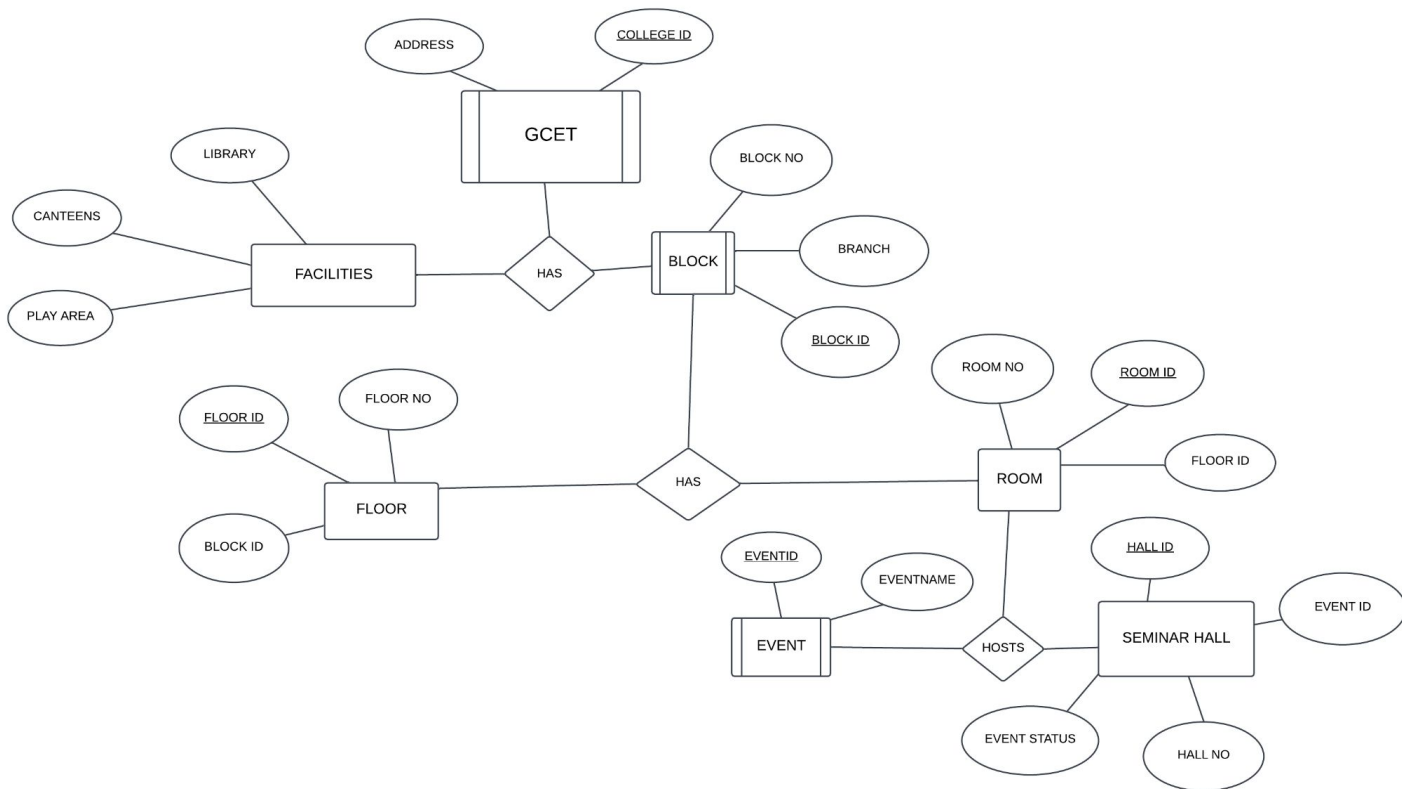 ADDRESS
COLLEGE ID
GCET
LIBRARY
BLOCK NO
CANTEENS
BRANCH
FACILITIES
HAS
BLOCK
PLAY AREA
BLOCK ID
ROOM NO
ROOM ID
FLOOR ID
FLOOR NO
FLOOR ID
HAS
ROOM
FLOOR
BLOCK ID
HALL ID
EVENTID
EVENTNAME
EVENT ID
EVENT
HOSTS
SEMINAR HALL
EVENT STATUS
HALL NO